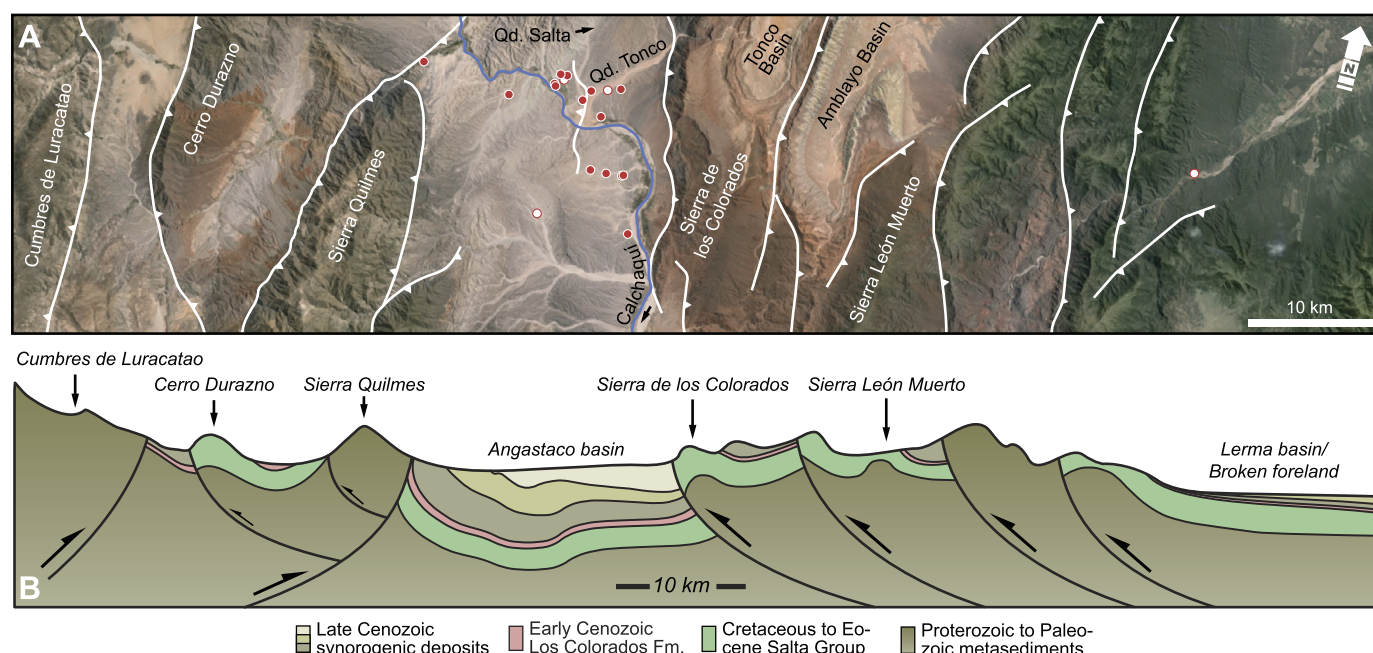 A
Cumbres de Luracatao
Cerro Durazno
Sierra Quilmes
Qd. Salta
Qd. Tonco
Calchaquí
Sierra de
los Colorados
Tonco
Basin
Amblayo Basin
Sierra León Muerto
N
10 km
Cumbres de Luracatao
Cerro Durazno
Sierra Quilmes
Sierra de los Colorados
Sierra León Muerto
Angastaco basin
Lerma basin/
Broken foreland
B
10 km
Late Cenozoic
synorogenic deposits
Early Cenozoic
Los Colorados Fm.
Cretaceous to Eo-
cene Salta Group
Proterozoic to Paleo-
zoic metasediments